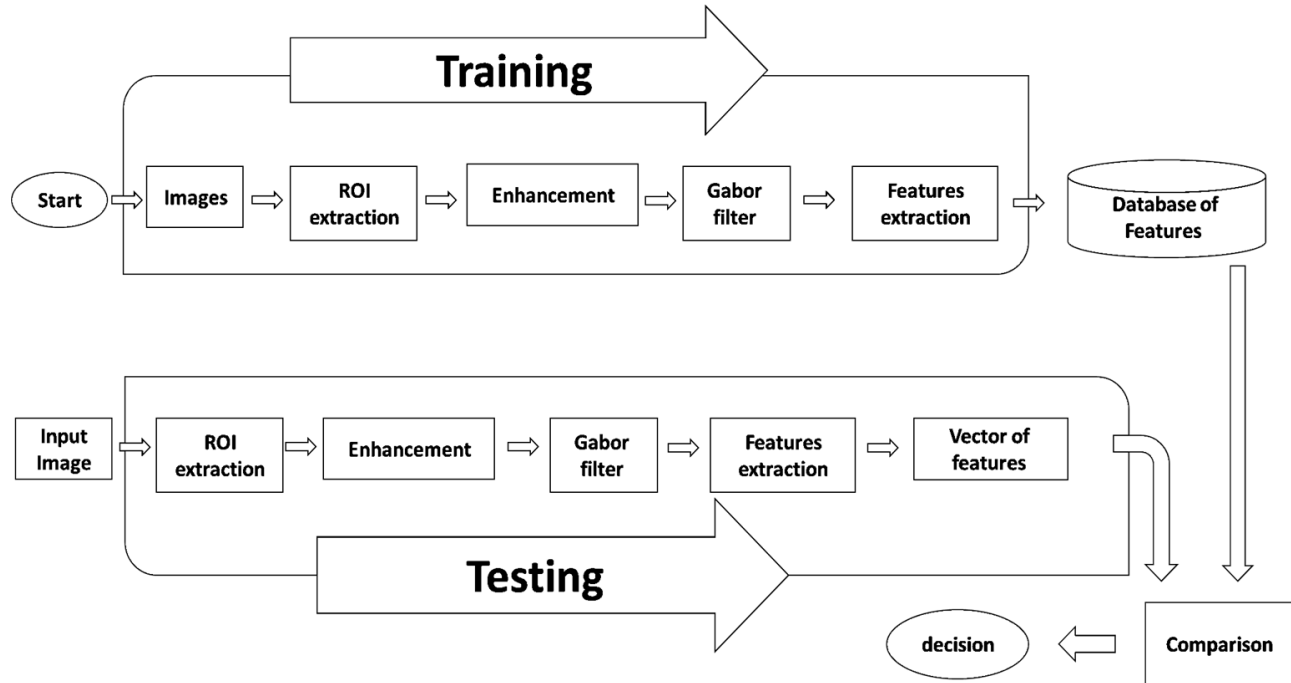 Training
Start
Images
ROI
extraction
Enhancement
Gabor
filter
Features
extraction
Database of
Features
Input
Image
ROI
extraction
Enhancement
Gabor
filter
Features
extraction
Vector of
features
Testing
decision
Comparison